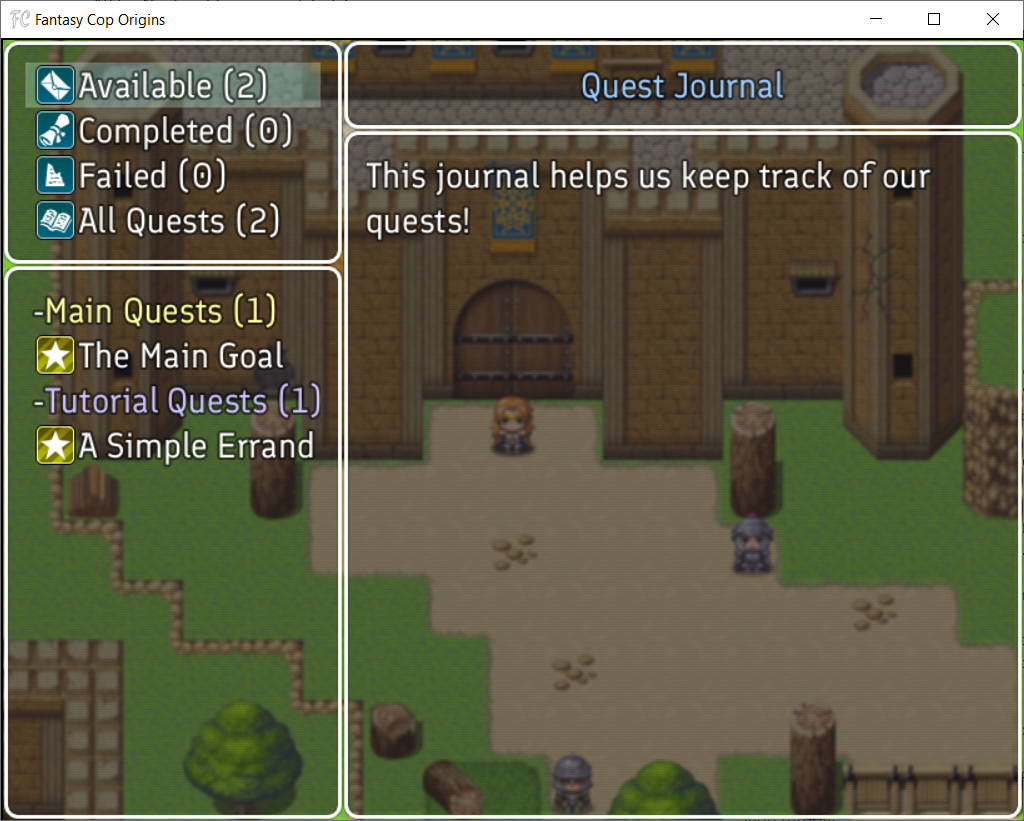 FC Fantasy Cop Origins
Available (2)
Completed (0)
Failed (0)
All Quests (2)
-Main Quests (1)
The Main Goal
-Tutorial Quests (1)
A Simple Errand
Quest Journal
This journal helps us keep track of our
quests!